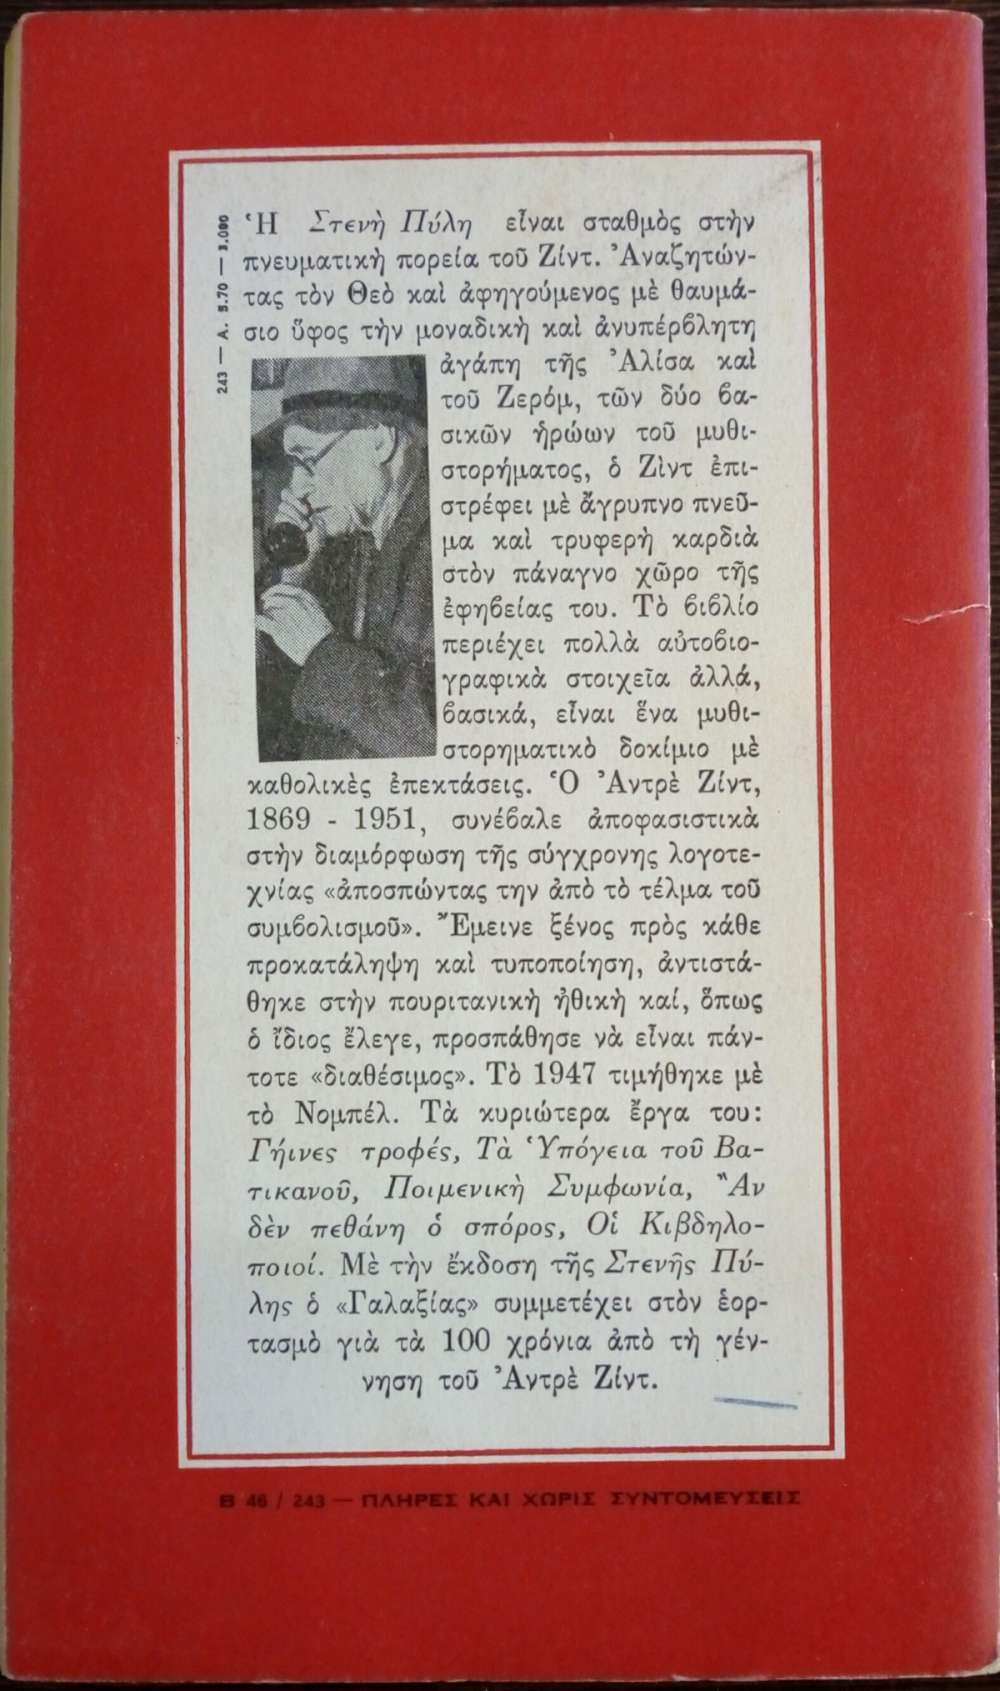 243 — Α. 5.70 — 3.000
Ἡ Στενὴ Πύλη εἶναι σταθμὸς στὴν
πνευματικὴ πορεία τοῦ Ζίντ. Ἀναζητών-
τας τὸν Θεὸ καὶ ἀφηγούμενος μὲ θαυμά-
σιο ὕφος τὴν μοναδικὴ καὶ ἀνυπέρβλητη
ἀγάπη τῆς Ἀλίσα καὶ
τοῦ Ζερόμ, τῶν δύο βα-
σικῶν ἡρώων τοῦ μυθι-
στορήματος, ὁ Ζὶντ ἐπι-
στρέφει μὲ ἄγρυπνο πνεῦ-
μα καὶ τρυφερὴ καρδιὰ
στὸν πάναγνο χῶρο τῆς
ἐφηβείας του. Τὸ βιβλίο
περιέχει πολλὰ αὐτοβιο-
γραφικὰ στοιχεῖα ἀλλά,
βασικά, εἶναι ἕνα μυθι-
στορηματικὸ δοκίμιο μὲ
καθολικὲς ἐπεκτάσεις. Ὁ Ἀντρὲ Ζίντ,
1869 - 1951, συνέβαλε ἀποφασιστικὰ
στὴν διαμόρφωση τῆς σύγχρονης λογοτε-
χνίας «ἀποσπώντας την ἀπὸ τὸ τέλμα τοῦ
συμβολισμοῦ». Ἔμεινε ξένος πρὸς κάθε
προκατάληψη καὶ τυποποίηση, ἀντιστά-
θηκε στὴν πουριτανικὴ ἠθικὴ καί, ὅπως
ὁ ἴδιος ἔλεγε, προσπάθησε νὰ εἶναι πάν-
τοτε «διαθέσιμος». Τὸ 1947 τιμήθηκε μὲ
τὸ Νομπέλ. Τὰ κυριώτερα ἔργα του:
Γήινες τροφές, Τὰ Ὑπόγεια τοῦ Βα-
τικανοῦ, Ποιμενικὴ Συμφωνία, Ἂν
δὲν πεθάνη ὁ σπόρος, Οἱ Κιβδηλο-
ποιοί. Μὲ τὴν ἔκδοση τῆς Στενῆς Πύ-
λης ὁ «Γαλαξίας» συμμετέχει στὸν ἑορ-
τασμὸ γιὰ τὰ 100 χρόνια ἀπὸ τὴ γέν-
νηση τοῦ Ἀντρὲ Ζίντ.
Β 46 / 243 — ΠΛΗΡΕΣ ΚΑΙ ΧΩΡΙΣ ΣΥΝΤΟΜΕΥΣΕΙΣ